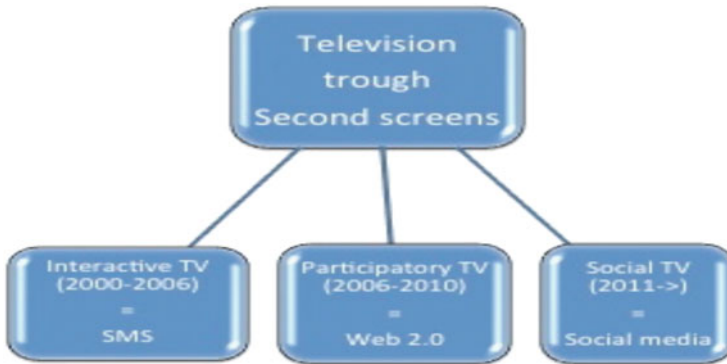 Television
trough
Second screens
Interactive TV
(2000-2006)
=
SMS
Participatory TV
(2006-2010)
=
Web 2.0
Social TV
(2011->)
=
Social media